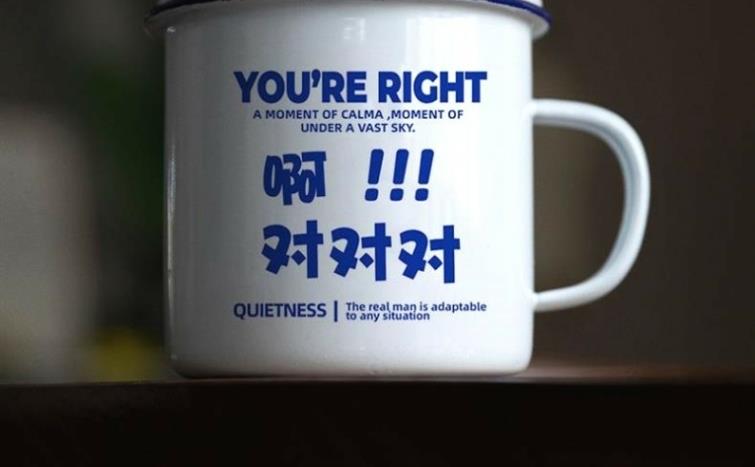 YOU'RE RIGHT
A MOMENT OF CALMA ,MOMENT OF
UNDER A VAST SKY.
啊 !!!
对对对
QUIETNESS | The real man is adaptable
to any situation